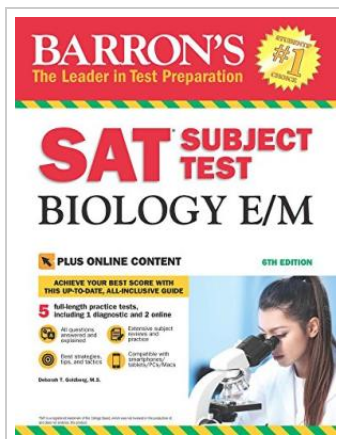 BARRON'S
The Leader in Test Preparation
STUDENTS'
#1
CHOICE
SAT® SUBJECT
TEST
BIOLOGY E/M
PLUS ONLINE CONTENT
6TH EDITION
ACHIEVE YOUR BEST SCORE WITH
THIS UP-TO-DATE, ALL-INCLUSIVE GUIDE
5 full-length practice tests,
including 1 diagnostic and 2 online
All questions
answered and
explained
Extensive subject
reviews and
practice
Best strategies,
tips, and tactics
Compatible with
smartphones/
tablets/PCs/Macs
Deborah T. Goldberg, M.S.